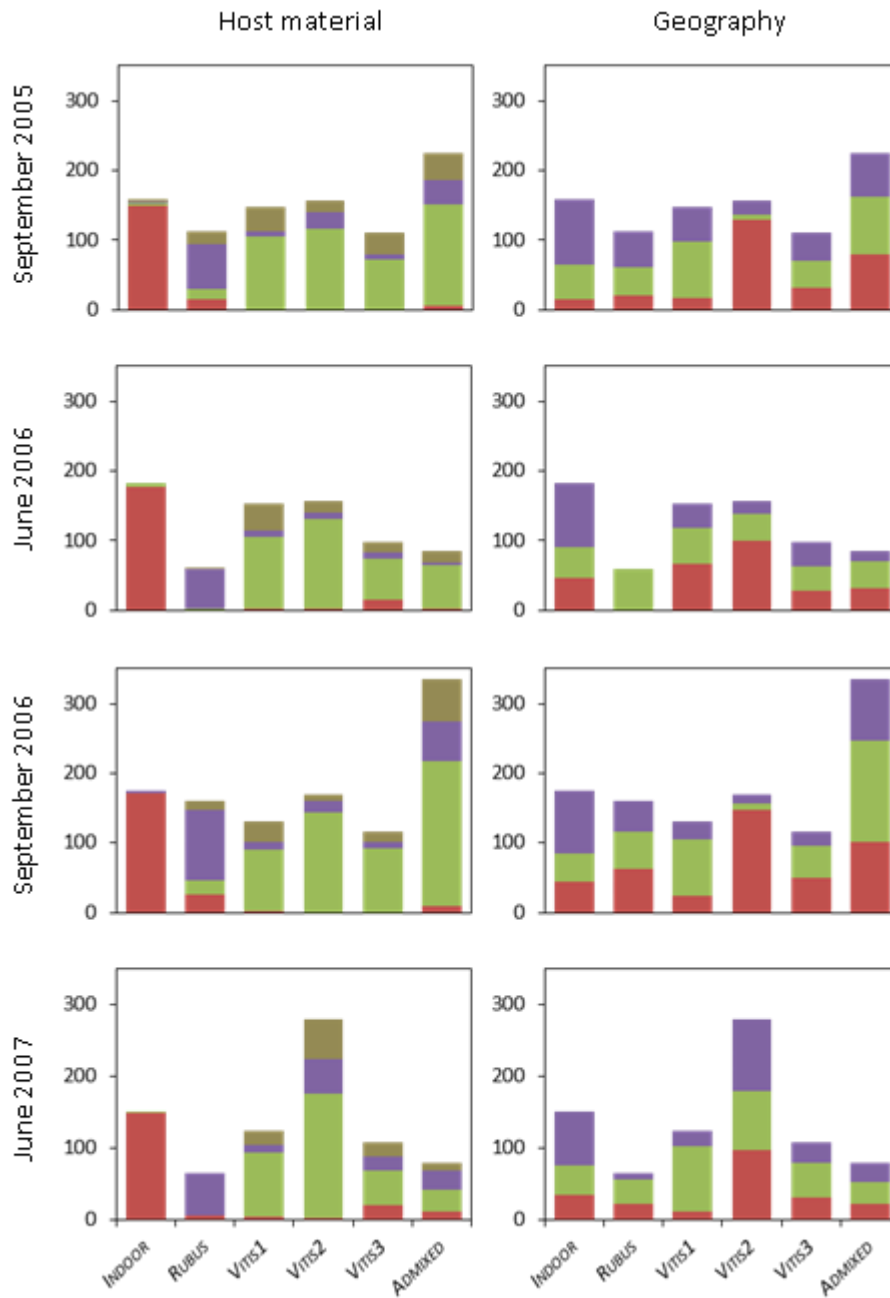 Host material Geography
September 2005
300 300
200 200
100 100
0 0
June 2006
300 300
200 200
100 100
0 0
September 2006
300 300
200 200
100 100
0 0
June 2007
300 300
200 200
100 100
0 0
INDOOR RUBUS VITIS1 VITIS2 VITIS3 ADMIXED INDOOR RUBUS VITIS1 VITIS2 VITIS3 ADMIXED